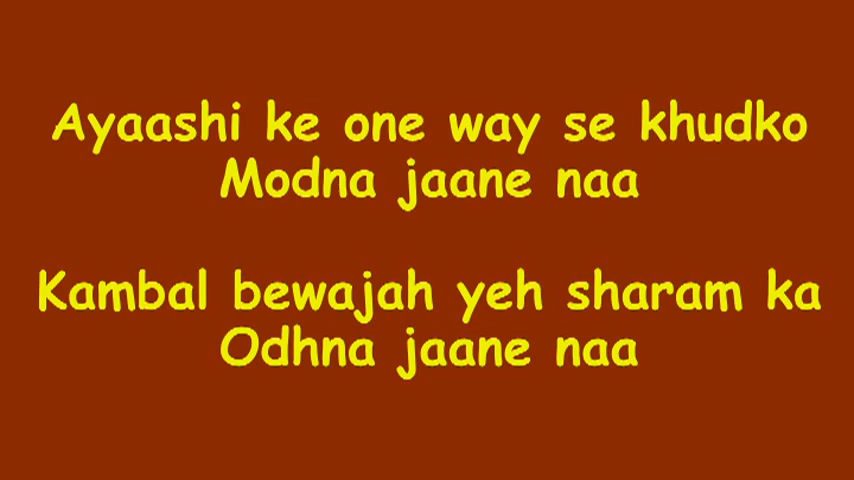 Ayaashi ke one way se khudko
Modna jaane naa
Kambal bewajah yeh sharam ka
Odhna jaane naa